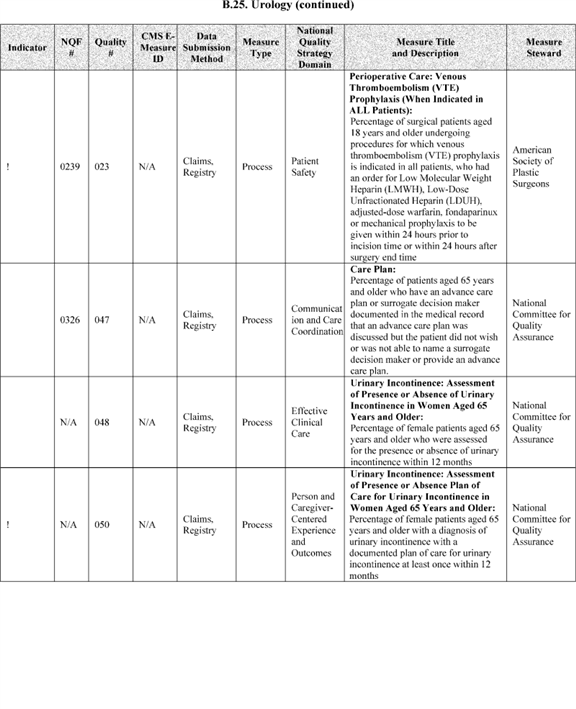 B.25. Urology (continued)
Indicator
NQF
#
Quality
#
CMS E-
Measure
ID
Data
Submission
Method
Measure
Type
National
Quality
Strategy
Domain
Measure Title
and Description
Measure
Steward
!
0239
023
N/A
Claims,
Registry
Process
Patient
Safety
Perioperative Care: Venous
Thromboembolism (VTE)
Prophylaxis (When Indicated in
ALL Patients):
Percentage of surgical patients aged
18 years and older undergoing
procedures for which venous
thromboembolism (VTE) prophylaxis
is indicated in all patients, who had
an order for Low Molecular Weight
Heparin (LMWH), Low-Dose
Unfractionated Heparin (LDUH),
adjusted-dose warfarin, fondaparinux
or mechanical prophylaxis to be
given within 24 hours prior to
incision time or within 24 hours after
surgery end time
American
Society of
Plastic
Surgeons
0326
047
N/A
Claims,
Registry
Process
Communicat
ion and Care
Coordination
Care Plan:
Percentage of patients aged 65 years
and older who have an advance care
plan or surrogate decision maker
documented in the medical record
that an advance care plan was
discussed but the patient did not wish
or was not able to name a surrogate
decision maker or provide an advance
care plan.
National
Committee for
Quality
Assurance
N/A
048
N/A
Claims,
Registry
Process
Effective
Clinical
Care
Urinary Incontinence: Assessment
of Presence or Absence of Urinary
Incontinence in Women Aged 65
Years and Older:
Percentage of female patients aged 65
years and older who were assessed
for the presence or absence of urinary
incontinence within 12 months
National
Committee for
Quality
Assurance
!
N/A
050
N/A
Claims,
Registry
Process
Person and
Caregiver-
Centered
Experience
and
Outcomes
Urinary Incontinence: Assessment
of Presence or Absence Plan of
Care for Urinary Incontinence in
Women Aged 65 Years and Older:
Percentage of female patients aged 65
years and older with a diagnosis of
urinary incontinence with a
documented plan of care for urinary
incontinence at least once within 12
months
National
Committee for
Quality
Assurance